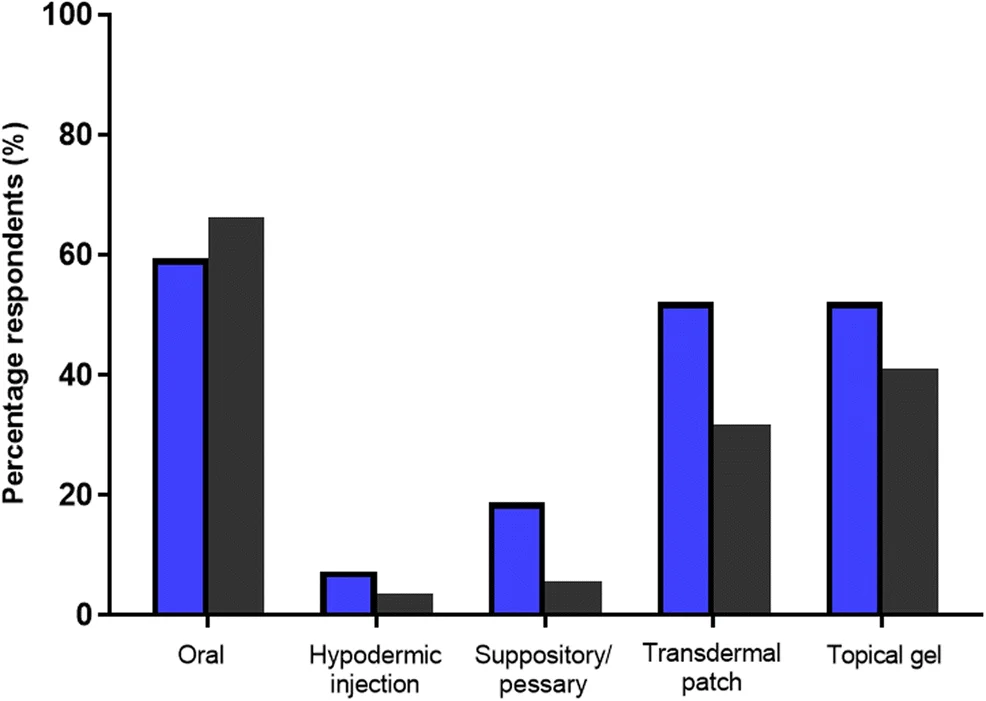 Percentage respondents (%)
100
80
60
40
20
0
Oral
Hypodermic
injection
Suppository/
pessary
Transdermal
patch
Topical gel